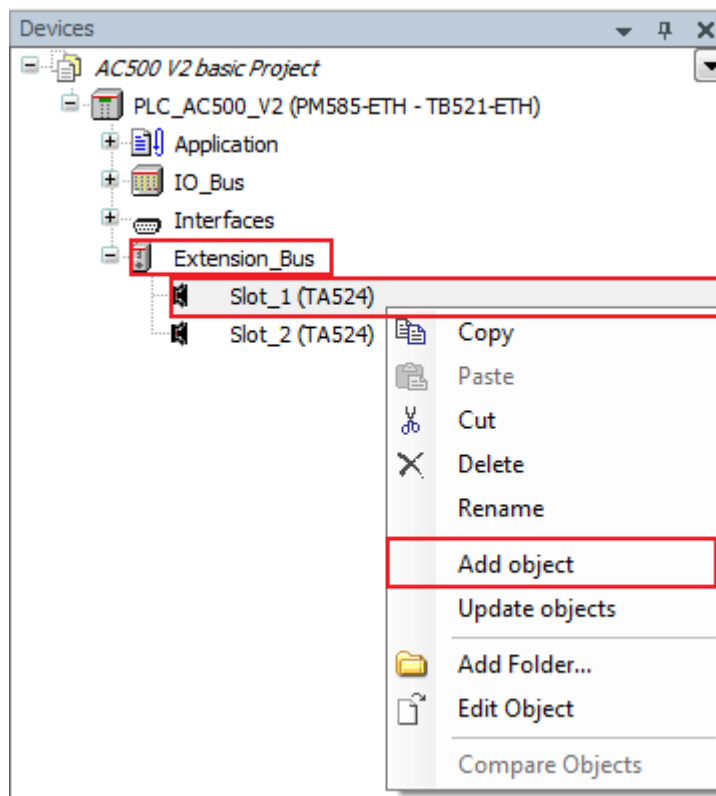 Devices
AC500 V2 basic Project
PLC_AC500_V2 (PM585-ETH - TB521-ETH)
Application
IO_Bus
Interfaces
Extension_Bus
Slot_1 (TA524)
Slot_2 (TA524)
Copy
Paste
Cut
Delete
Rename
Add object
Update objects
Add Folder...
Edit Object
Compare Objects